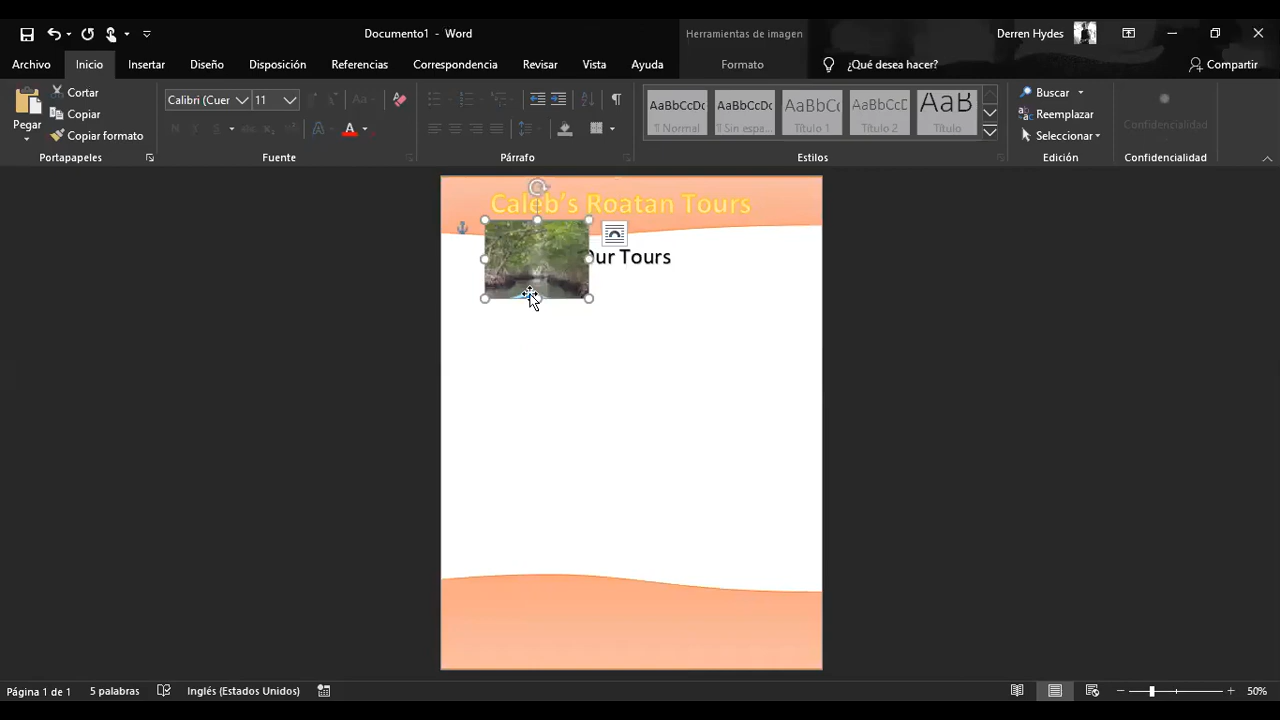 Documento1 - Word
Herramientas de imagen
Derren Hydes
Archivo Inicio Insertar Diseño Disposición Referencias Correspondencia Revisar Vista Ayuda Formato ¿Qué desea hacer? Compartir
Pegar
Cortar
Copiar
Copiar formato
Calibri (Cuer 11
Aa
A A
AaBbCcDc AaBbCcDc AaBbC AaBbCcD AaB
¶ Normal ¶ Sin espa... Título 1 Título 2 Título
Buscar
Reemplazar
Seleccionar
Confidencialidad
Portapapeles Fuente Párrafo Estilos Edición Confidencialidad
Caleb's Roatan Tours
Our Tours
Página 1 de 1 5 palabras Inglés (Estados Unidos) 50%